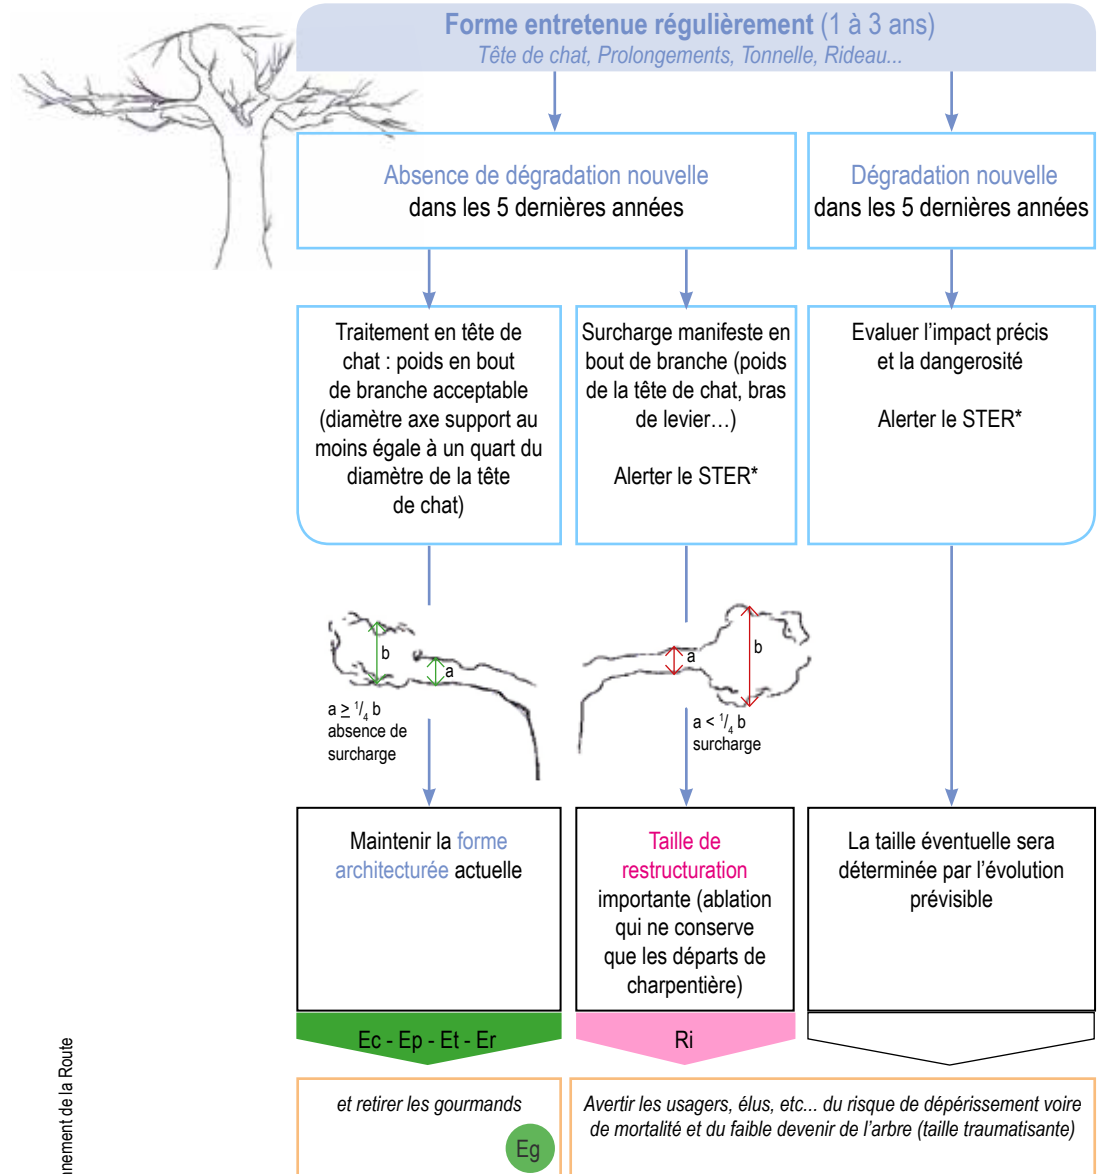 Forme entretenue régulièrement (1 à 3 ans)
Tête de chat, Prolongements, Tonnelle, Rideau...
Absence de dégradation nouvelle
dans les 5 dernières années
Dégradation nouvelle
dans les 5 dernières années
Traitement en tête de
chat : poids en bout
de branche acceptable
(diamètre axe support au
moins égale à un quart du
diamètre de la tête
de chat)
Surcharge manifeste en
bout de branche (poids
de la tête de chat, bras
de levier…)
Alerter le STER*
Evaluer l’impact précis
et la dangerosité
Alerter le STER*
b
a
a ≥ 1/4 b
absence de
surcharge
a
b
a < 1/4 b
surcharge
Maintenir la forme
architecturée actuelle
Taille de
restructuration
importante (ablation
qui ne conserve
que les départs de
charpentière)
La taille éventuelle sera
déterminée par l’évolution
prévisible
Ec - Ep - Et - Er
Ri
et retirer les gourmands
Eg
Avertir les usagers, élus, etc... du risque de dépérissement voire
de mortalité et du faible devenir de l’arbre (taille traumatisante)
de la Route